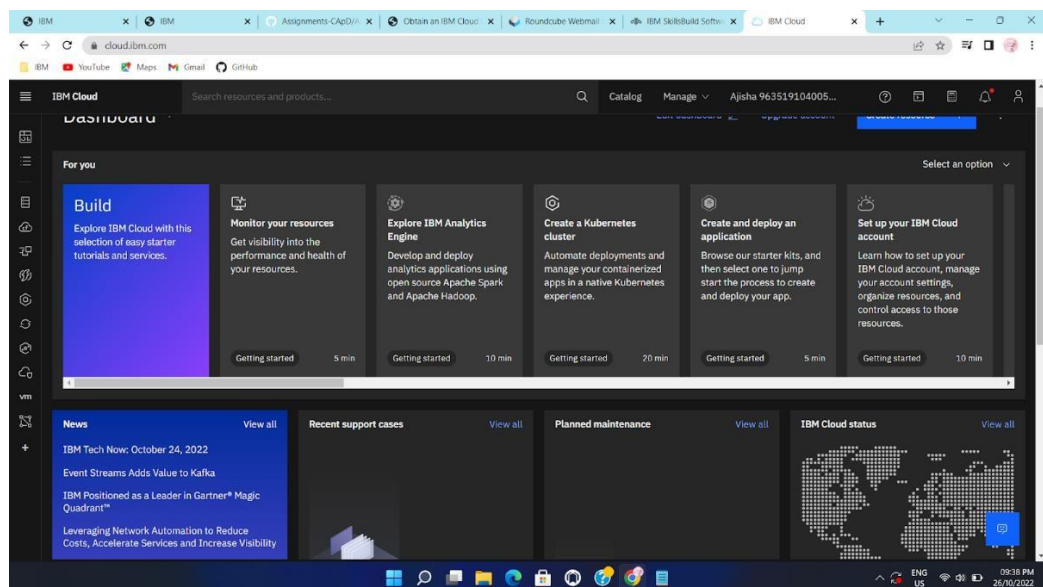 IBM
IBM
Assignments-CApD/A
Obtain an IBM Cloud
Roundcube Webmail
IBM SkillsBuild Softw
IBM Cloud
cloud.ibm.com
IBM
YouTube
Maps
Gmail
GitHub
IBM Cloud
Search resources and products...
Catalog
Manage
Ajisha 963519104005...
Dashboard
Edit dashboard
Upgrade account
Create resource +
For you
Select an option
Build
Explore IBM Cloud with this
selection of easy starter
tutorials and services.
Monitor your resources
Get visibility into the
performance and health of
your resources.
Getting started 5 min
Explore IBM Analytics
Engine
Develop and deploy
analytics applications using
open source Apache Spark
and Apache Hadoop.
Getting started 10 min
Create a Kubernetes
cluster
Automate deployments and
manage your containerized
apps in a native Kubernetes
experience.
Getting started 20 min
Create and deploy an
application
Browse our starter kits, and
then select one to jump
start the process to create
and deploy your app.
Getting started 5 min
Set up your IBM Cloud
account
Learn how to set up your
IBM Cloud account, manage
your account settings,
organize resources, and
control access to those
resources.
Getting started 10 min
vm
News View all
IBM Tech Now: October 24, 2022
Event Streams Adds Value to Kafka
IBM Positioned as a Leader in Gartner® Magic
Quadrant™
Leveraging Network Automation to Reduce
Costs, Accelerate Services and Increase Visibility
Recent support cases View all
Planned maintenance View all
IBM Cloud status View all
ENG
US
09:38 PM
26/10/2022